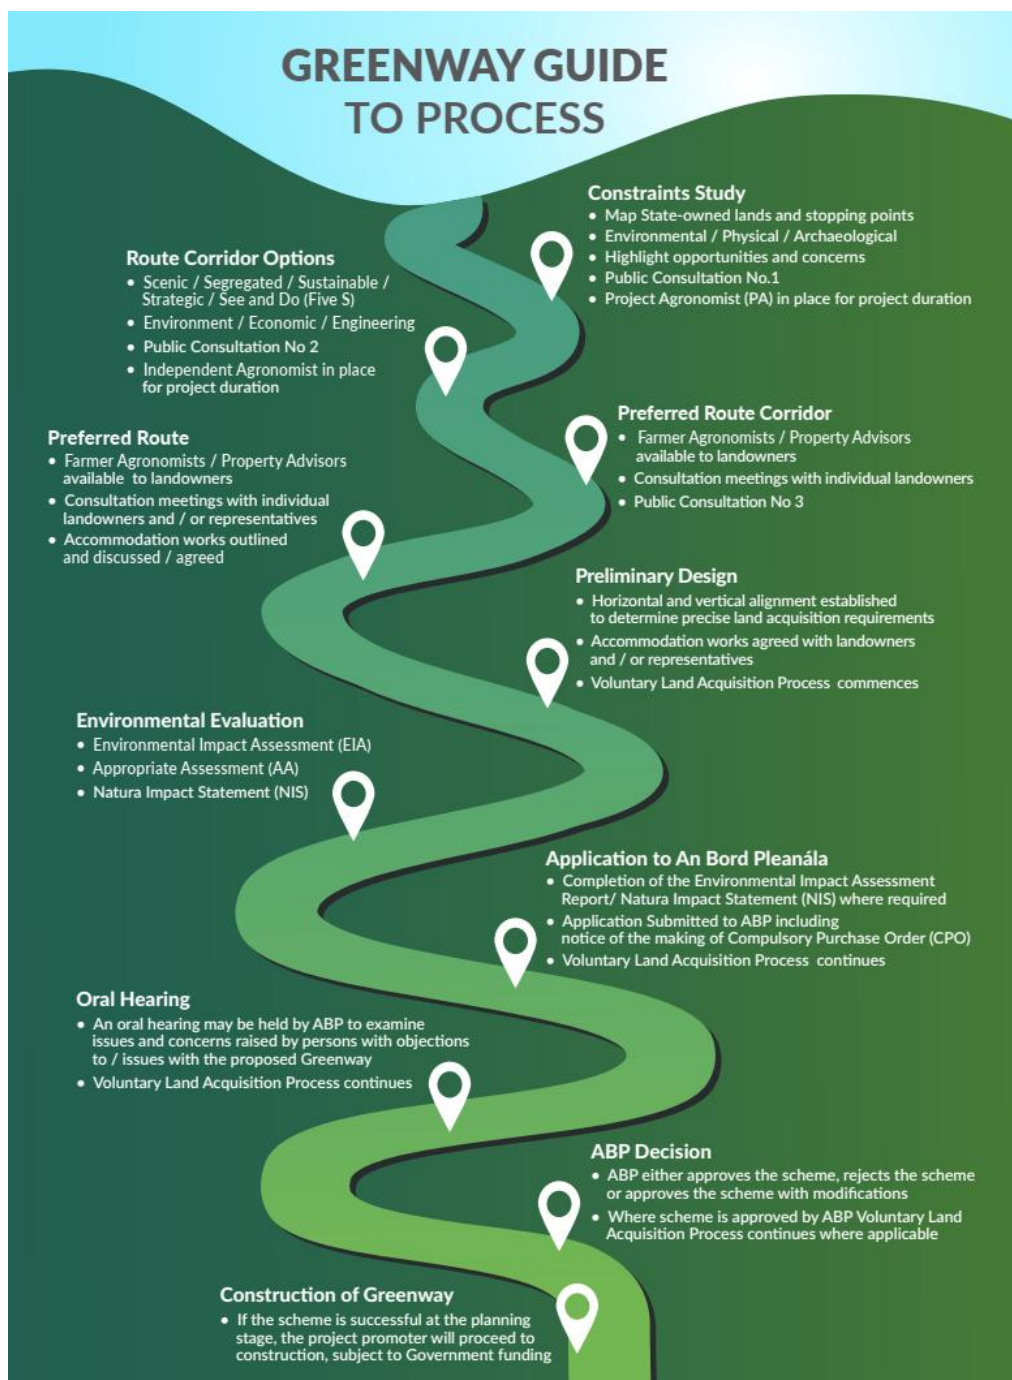 GREENWAY GUIDE
TO PROCESS
Constraints Study
• Map State-owned lands and stopping points
• Environmental / Physical / Archaeological
• Highlight opportunities and concerns
• Public Consultation No.1
• Project Agronomist (PA) in place for project duration
Route Corridor Options
• Scenic / Segregated / Sustainable /
Strategic / See and Do (Five S)
• Environment / Economic / Engineering
• Public Consultation No 2
• Independent Agronomist in place
for project duration
Preferred Route Corridor
• Farmer Agronomists / Property Advisors
available to landowners
• Consultation meetings with individual landowners
• Public Consultation No 3
Preferred Route
• Farmer Agronomists / Property Advisors
available to landowners
• Consultation meetings with individual
landowners and / or representatives
• Accommodation works outlined
and discussed / agreed
Preliminary Design
• Horizontal and vertical alignment established
to determine precise land acquisition requirements
• Accommodation works agreed with landowners
and / or representatives
• Voluntary Land Acquisition Process commences
Environmental Evaluation
• Environmental Impact Assessment (EIA)
• Appropriate Assessment (AA)
• Natura Impact Statement (NIS)
Application to An Bord Pleanála
• Completion of the Environmental Impact Assessment
Report/ Natura Impact Statement (NIS) where required
• Application Submitted to ABP including
notice of the making of Compulsory Purchase Order (CPO)
• Voluntary Land Acquisition Process continues
Oral Hearing
• An oral hearing may be held by ABP to examine
issues and concerns raised by persons with objections
to / issues with the proposed Greenway
• Voluntary Land Acquisition Process continues
ABP Decision
• ABP either approves the scheme, rejects the scheme
or approves the scheme with modifications
• Where scheme is approved by ABP Voluntary Land
Acquisition Process continues where applicable
Construction of Greenway
• If the scheme is successful at the planning
stage, the project promoter will proceed to
construction, subject to Government funding